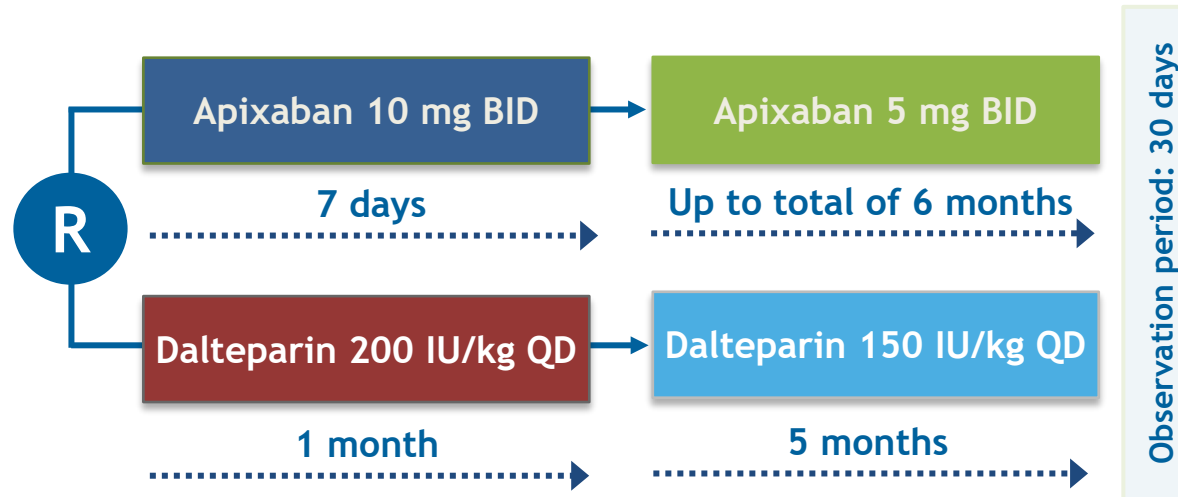 R
Apixaban 10 mg BID
Apixaban 5 mg BID
7 days
Up to total of 6 months
Dalteparin 200 IU/kg QD
Dalteparin 150 IU/kg QD
1 month
5 months
Observation period: 30 days